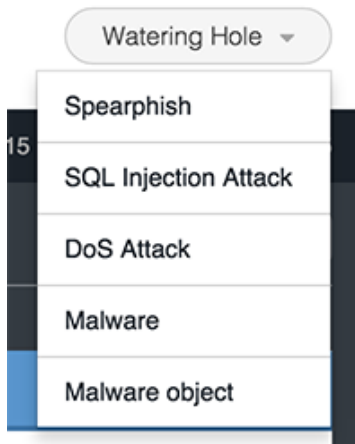 Watering Hole
Spearphish
15
SQL Injection Attack
DoS Attack
Malware
Malware object